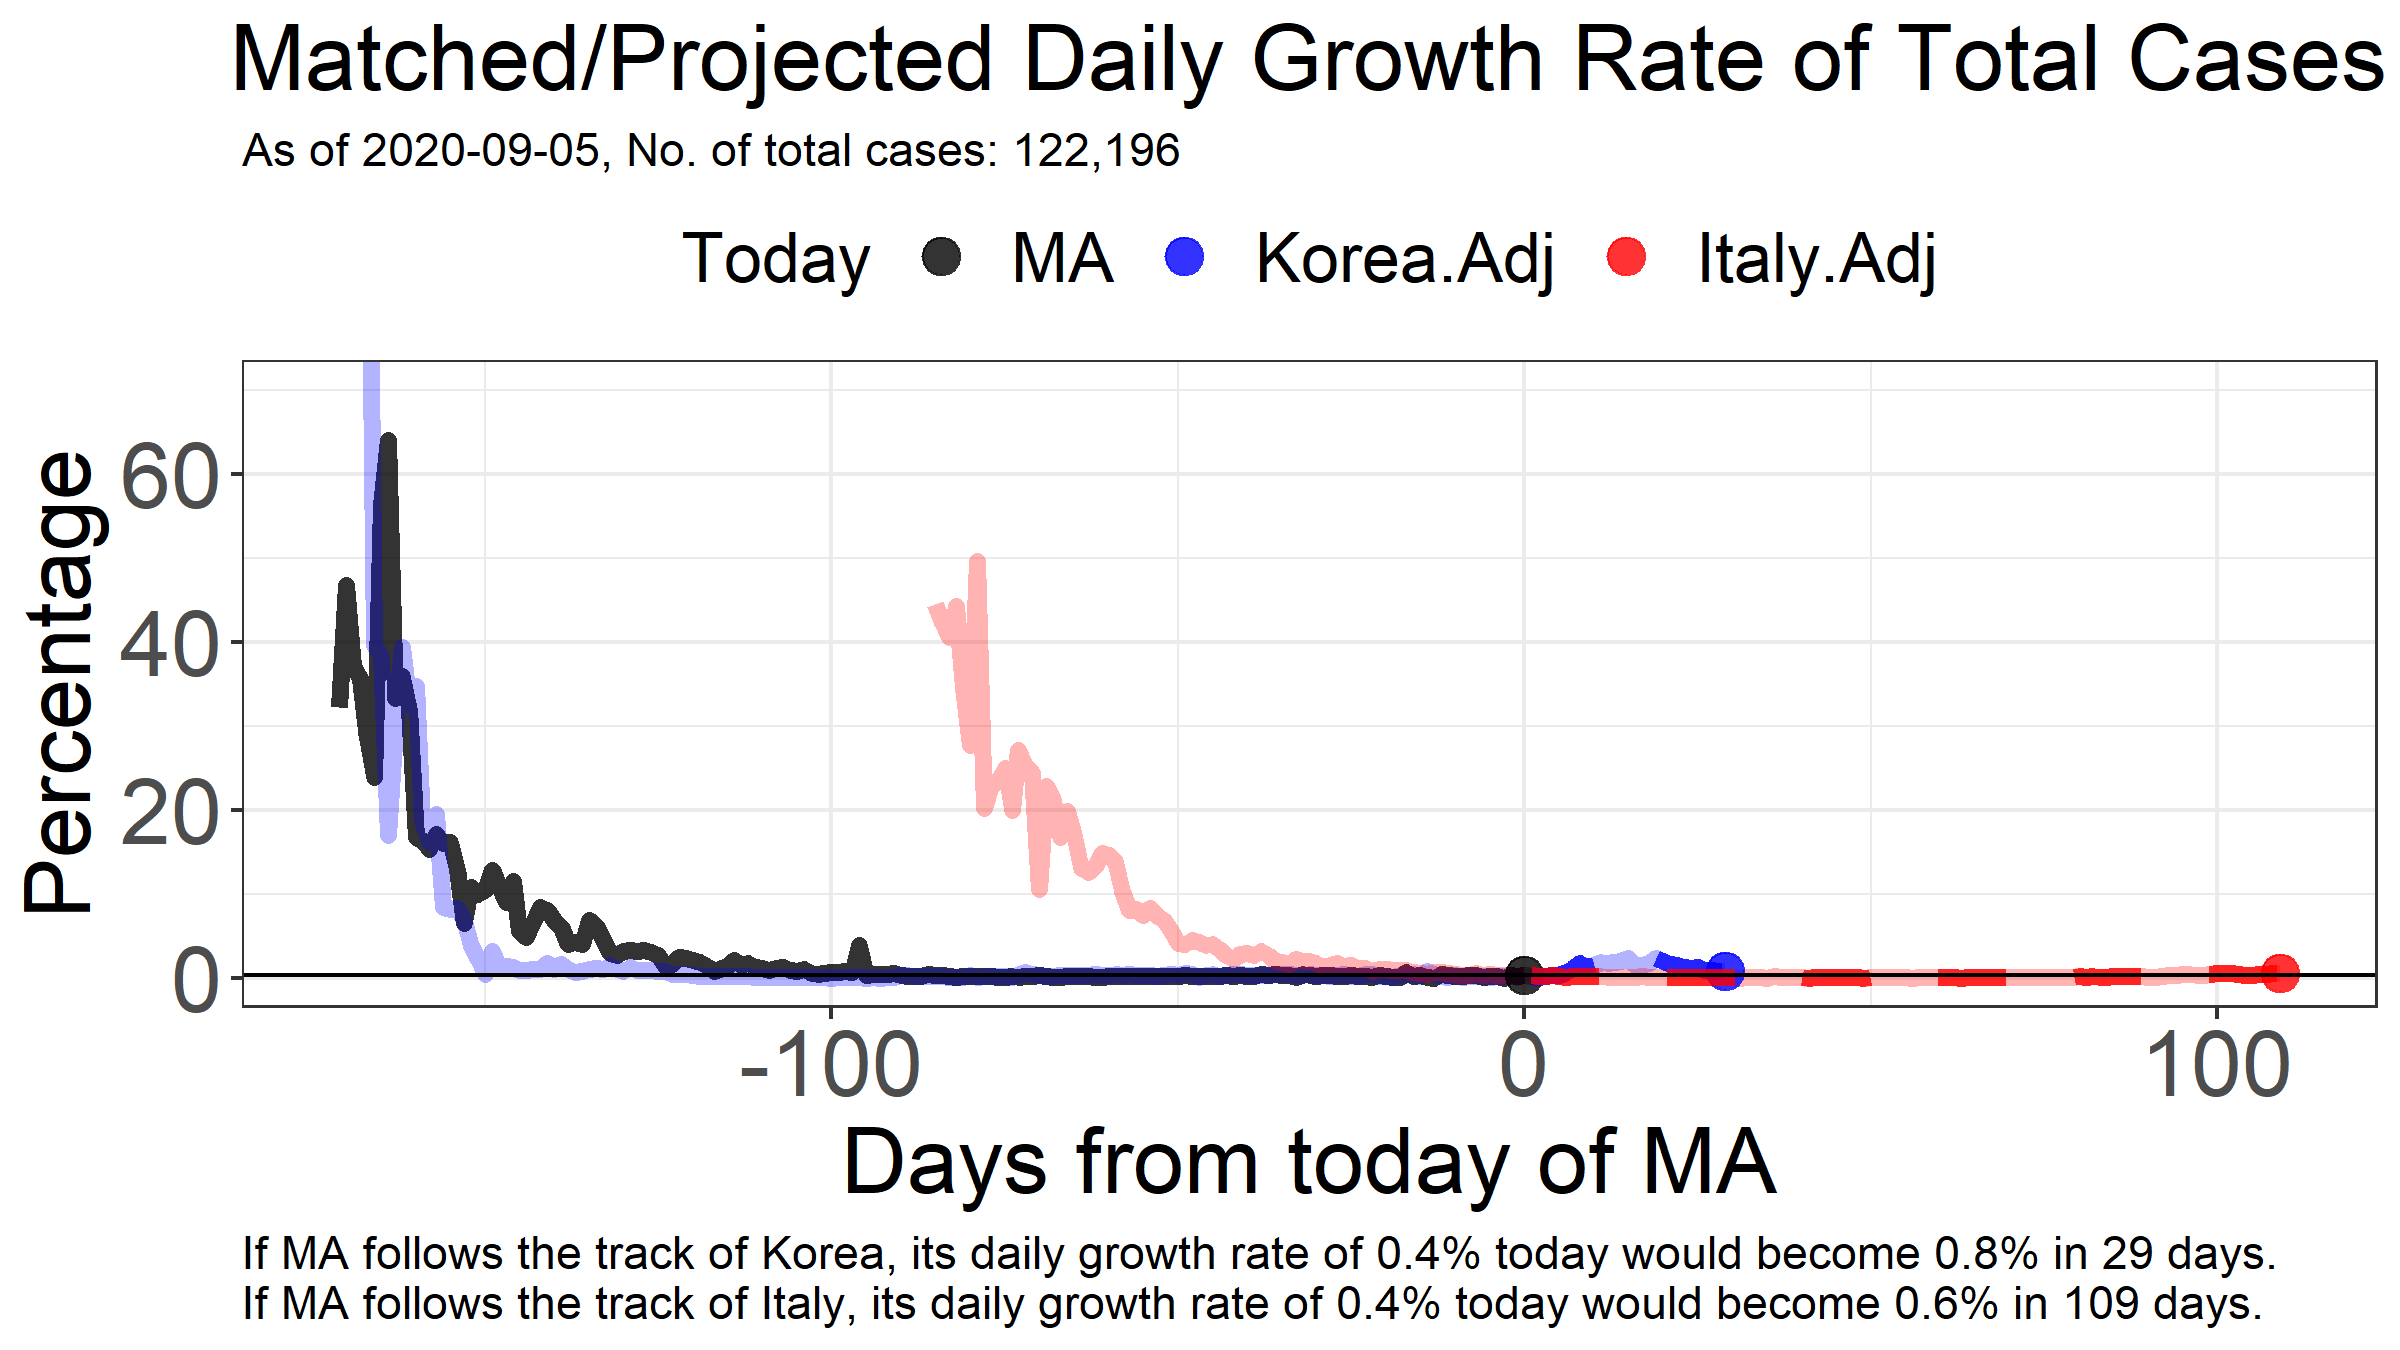 Matched/Projected Daily Growth Rate of Total Cases
As of 2020-09-05, No. of total cases: 122,196
Today MA Korea.Adj Italy.Adj
Percentage
60
40
20
0
-100 0 100
Days from today of MA
If MA follows the track of Korea, its daily growth rate of 0.4% today would become 0.8% in 29 days.
If MA follows the track of Italy, its daily growth rate of 0.4% today would become 0.6% in 109 days.